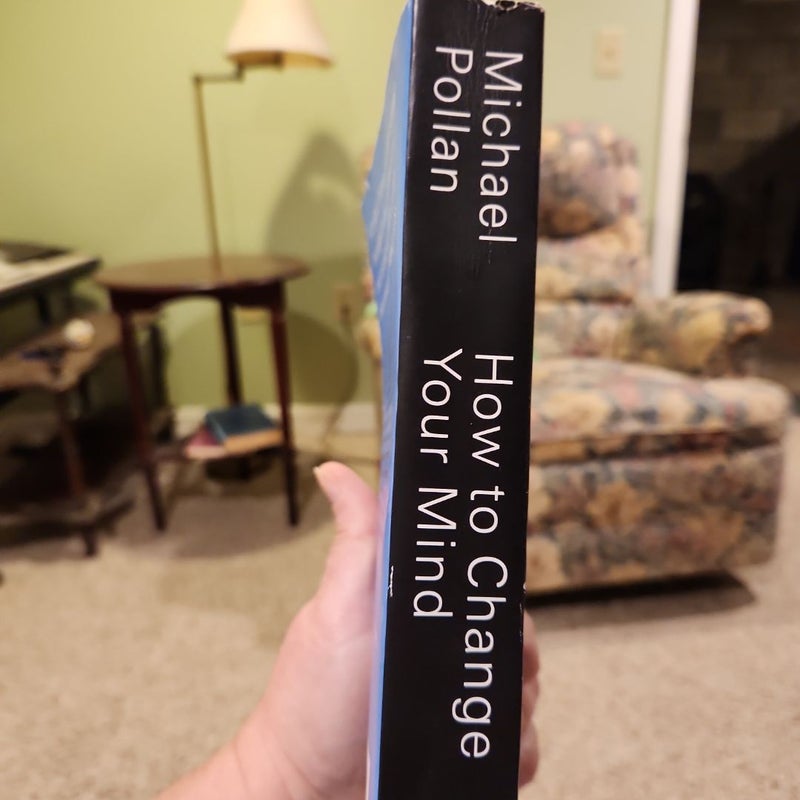 Michael
Pollan
How to Change
Your Mind